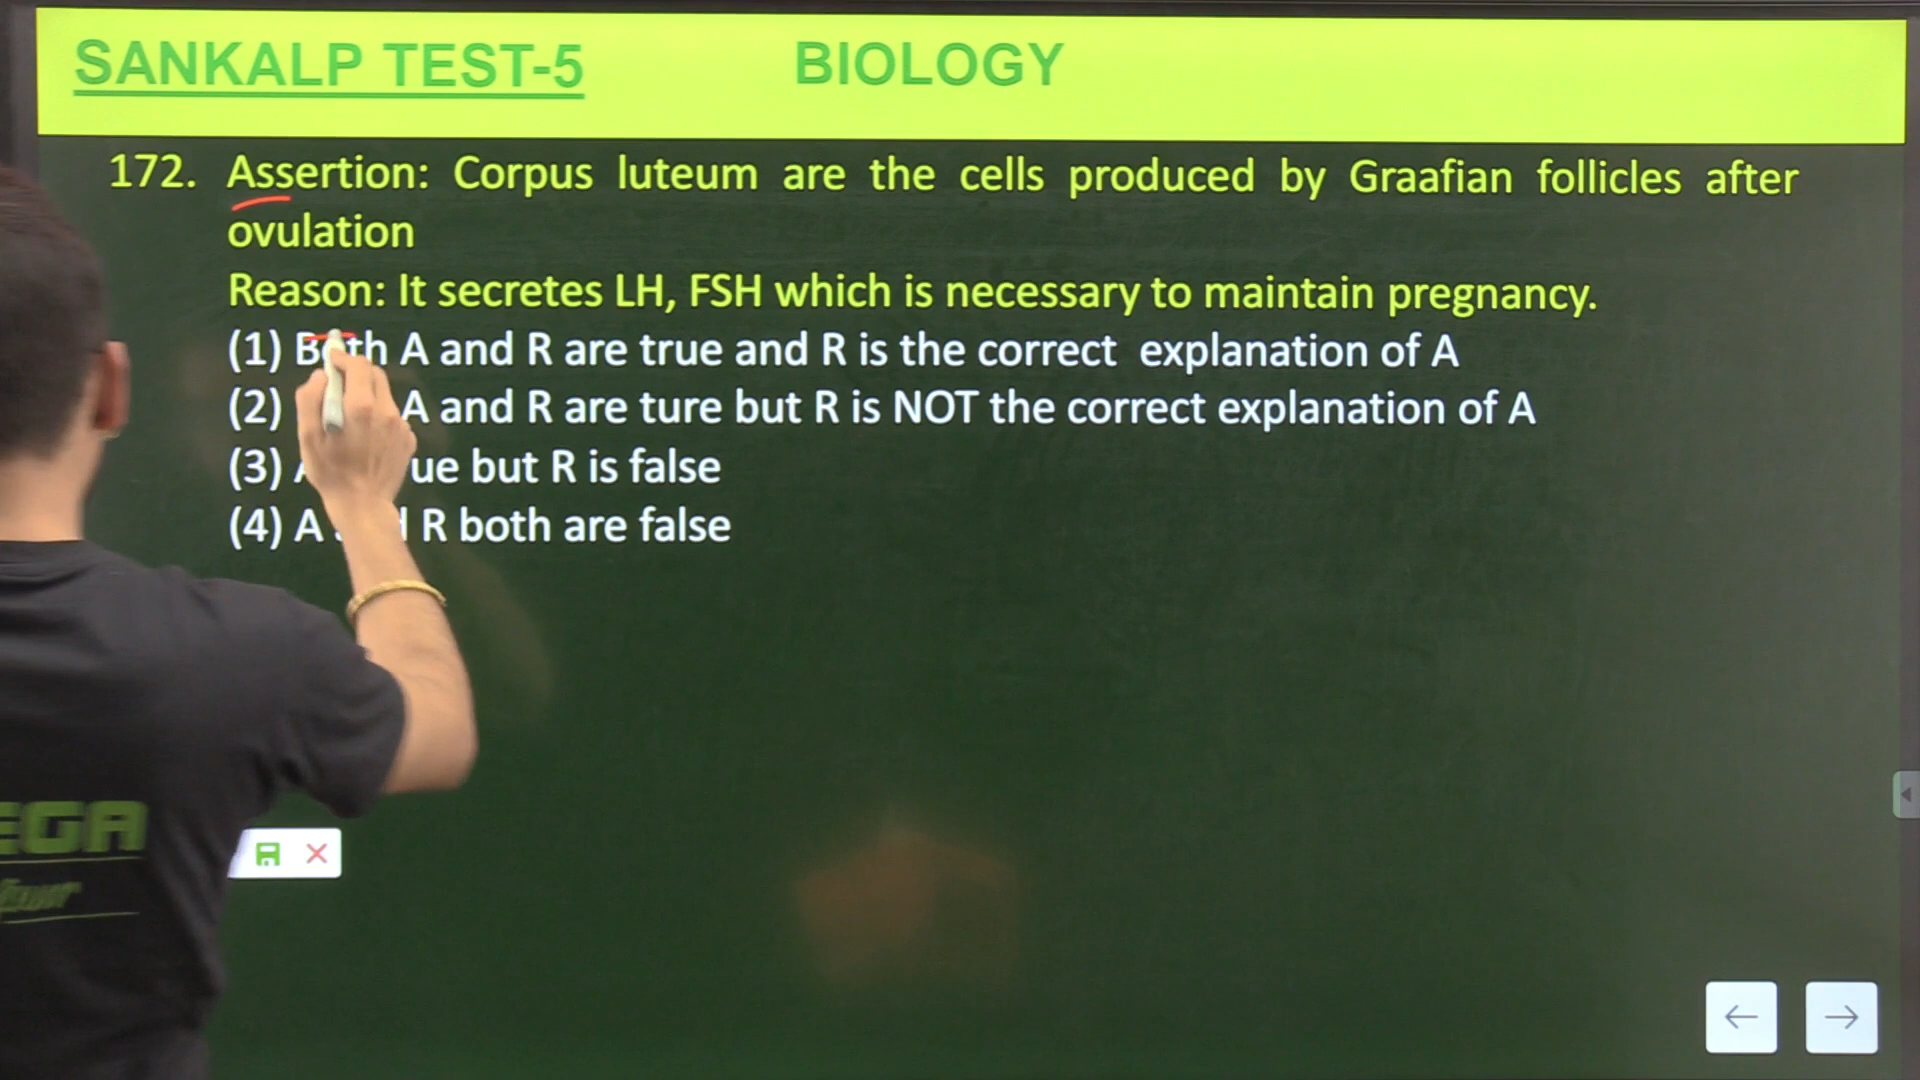 SANKALP TEST-5 BIOLOGY
172. Assertion: Corpus luteum are the cells produced by Graafian follicles after
ovulation
Reason: It secretes LH, FSH which is necessary to maintain pregnancy.
(1) Both A and R are true and R is the correct explanation of A
(2) A and R are ture but R is NOT the correct explanation of A
(3) but R is false
(4) A R both are false
EGA